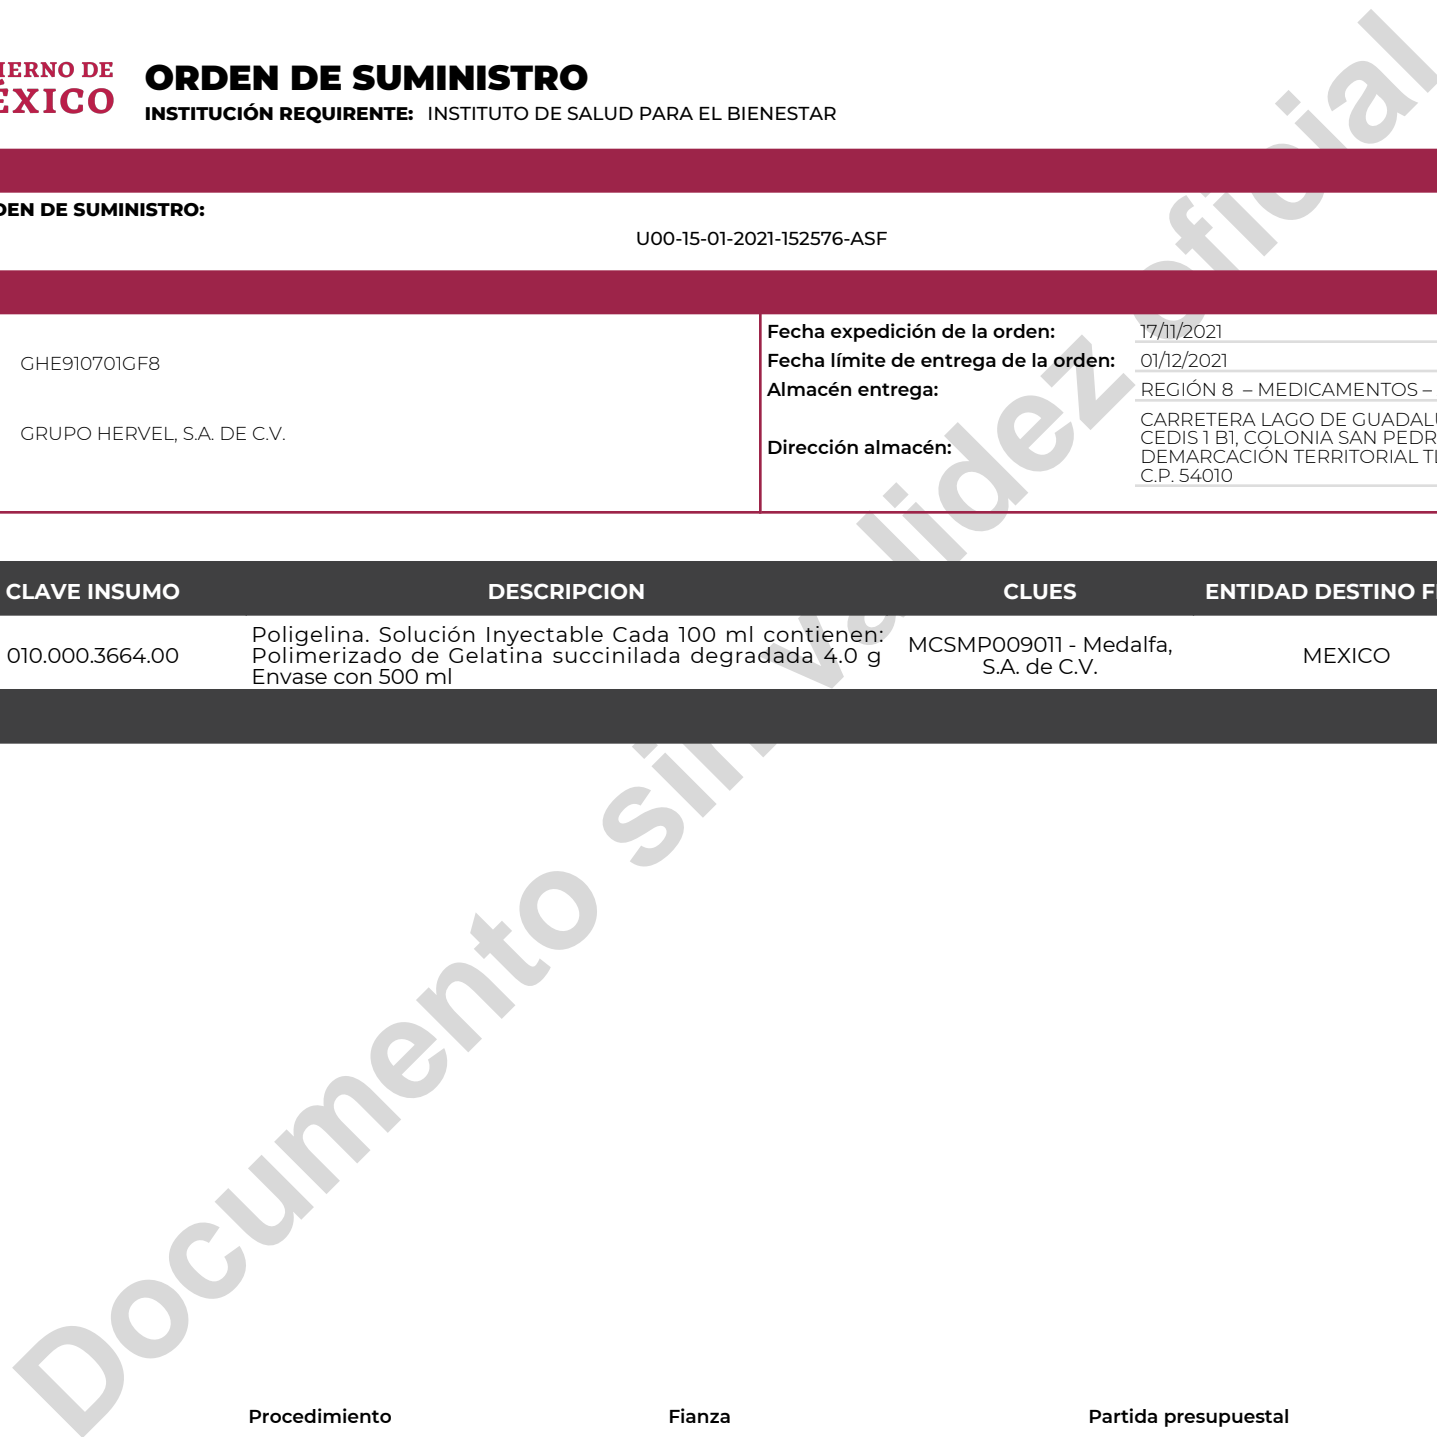 IERNO DE
ÉXICO
ORDEN DE SUMINISTRO
INSTITUCIÓN REQUIRENTE: INSTITUTO DE SALUD PARA EL BIENESTAR
DEN DE SUMINISTRO:
U00-15-01-2021-152576-ASF
GHE910701GF8
GRUPO HERVEL, S.A. DE C.V.
Fecha expedición de la orden: 17/11/2021
Fecha límite de entrega de la orden: 01/12/2021
Almacén entrega: REGIÓN 8 – MEDICAMENTOS –
Dirección almacén:
CARRETERA LAGO DE GUADAL
CEDIS 1 B1, COLONIA SAN PEDR
DEMARCACIÓN TERRITORIAL TL
C.P. 54010
CLAVE INSUMO DESCRIPCION CLUES ENTIDAD DESTINO F
010.000.3664.00
Poligelina. Solución Inyectable Cada 100 ml contienen:
Polimerizado de Gelatina succinilada degradada 4.0 g
Envase con 500 ml
MCSMP009011 - Medalfa,
S.A. de C.V.
MEXICO
Documento sin validez oficial
Procedimiento Fianza Partida presupuestal